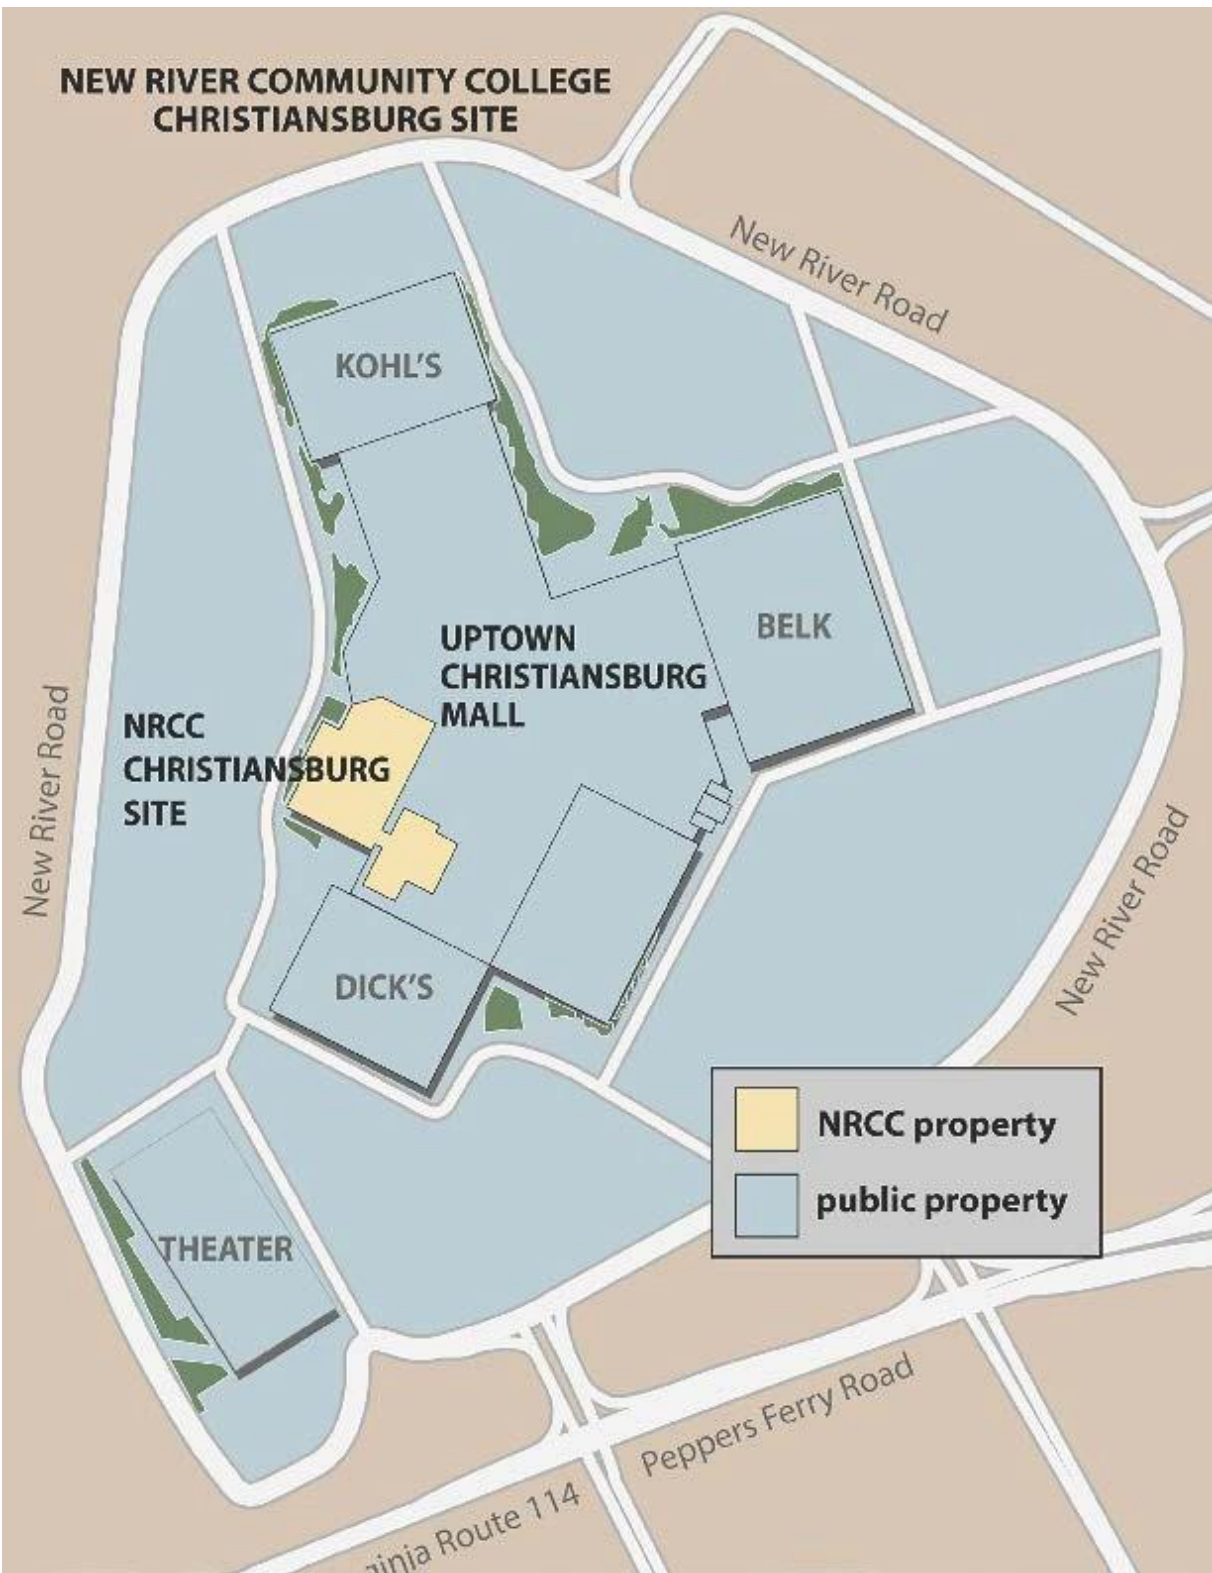 NEW RIVER COMMUNITY COLLEGE
CHRISTIANSBURG SITE
New River Road
KOHL'S
BELK
UPTOWN
CHRISTIANSBURG
MALL
New River Road
NRCC
CHRISTIANSBURG
SITE
New River Road
DICK'S
NRCC property
public property
THEATER
Peppers Ferry Road
Route 114